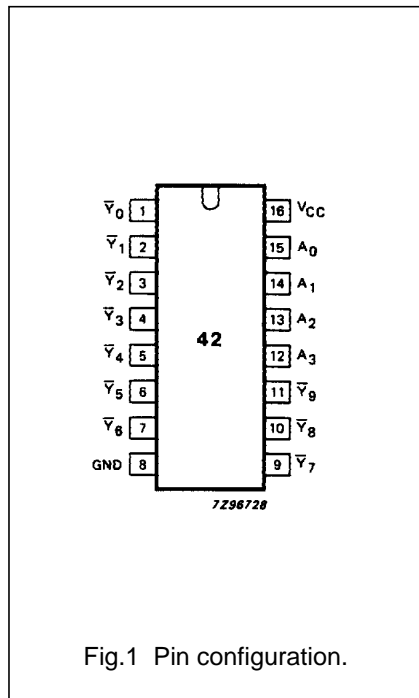 Y̅0 1 16 VCC
Y̅1 2 15 A0
Y̅2 3 14 A1
Y̅3 4 13 A2
42
Y̅4 5 12 A3
Y̅5 6 11 Y̅9
Y̅6 7 10 Y̅8
GND 8 9 Y̅7
7Z96728
Fig.1 Pin configuration.